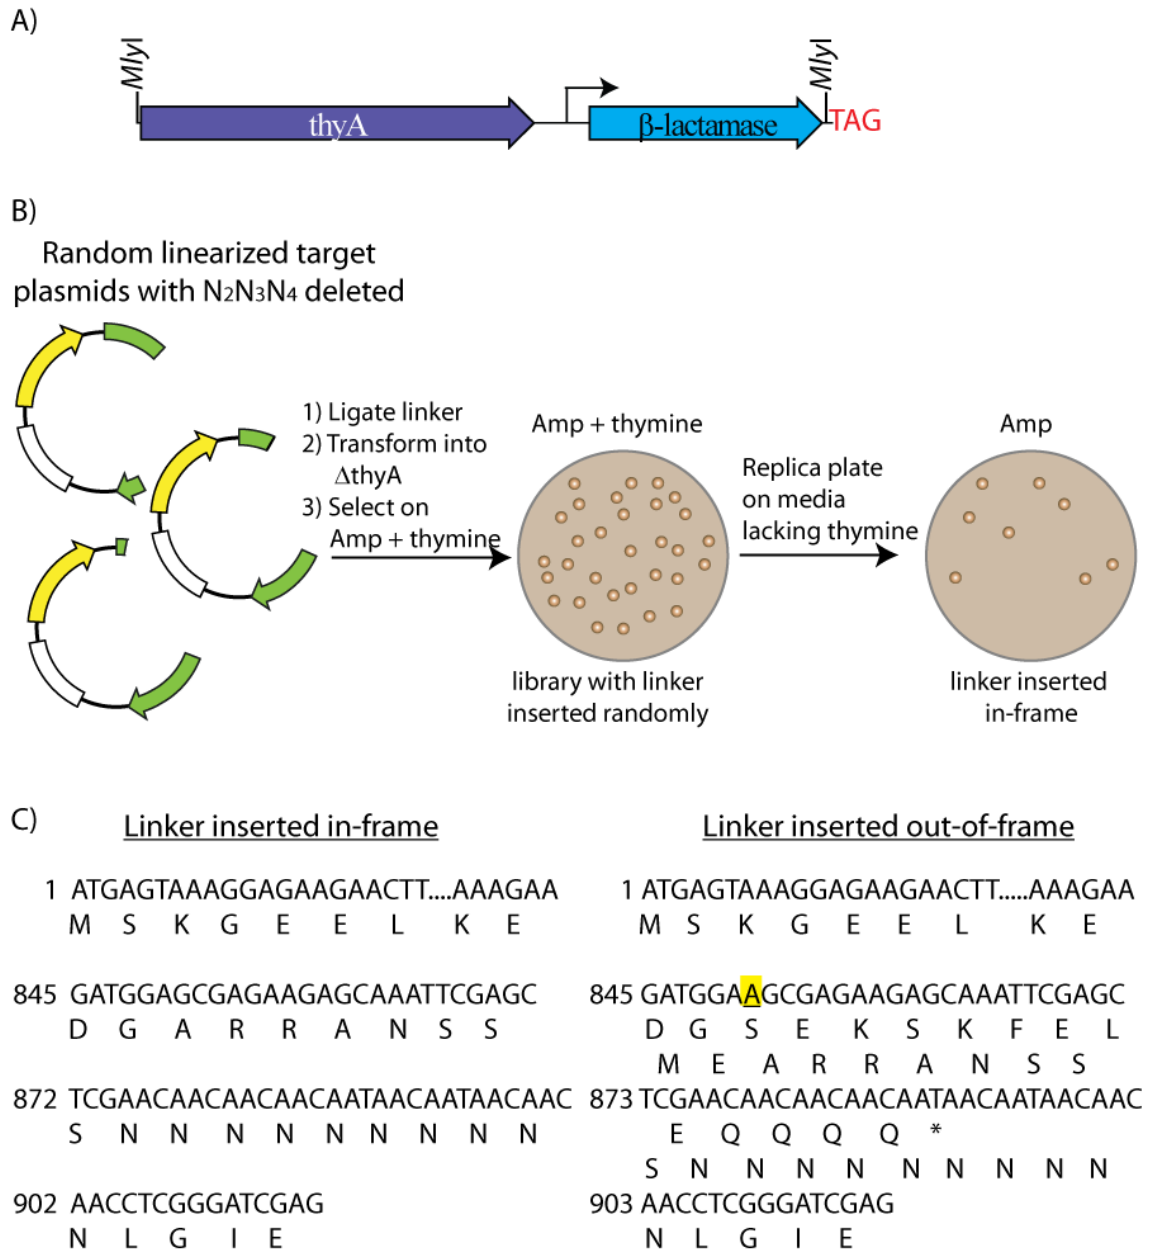 A)
MlyI
MlyI
thyA
β-lactamase
TAG
B)
Random linearized target
plasmids with N2N3N4 deleted
1) Ligate linker
2) Transform into
ΔthyA
3) Select on
Amp + thymine
Amp + thymine
library with linker
inserted randomly
Replica plate
on media
lacking thymine
Amp
linker inserted
in-frame
C)
Linker inserted in-frame
1 ATGAGTAAAGGAGAAGAACTT....AAAGAA
M S K G E E L K E
845 GATGGAGCGAGAAGAGCAAATTCGAGC
D G A R R A N S S
872 TCGAACAACAACAACAATAACAATAACAAC
S N N N N N N N N N
902 AACCTCGGGATCGAG
N L G I E
Linker inserted out-of-frame
1 ATGAGTAAAGGAGAAGAACTT.....AAAGAA
M S K G E E L K E
845 GATGGAAGCGAGAAGAGCAAATTCGAGC
D G S E K S K F E L
M E A R R A N S S
873 TCGAACAACAACAACAATAACAATAACAAC
E Q Q Q Q *
S N N N N N N N N N
903 AACCTCGGGATCGAG
N L G I E